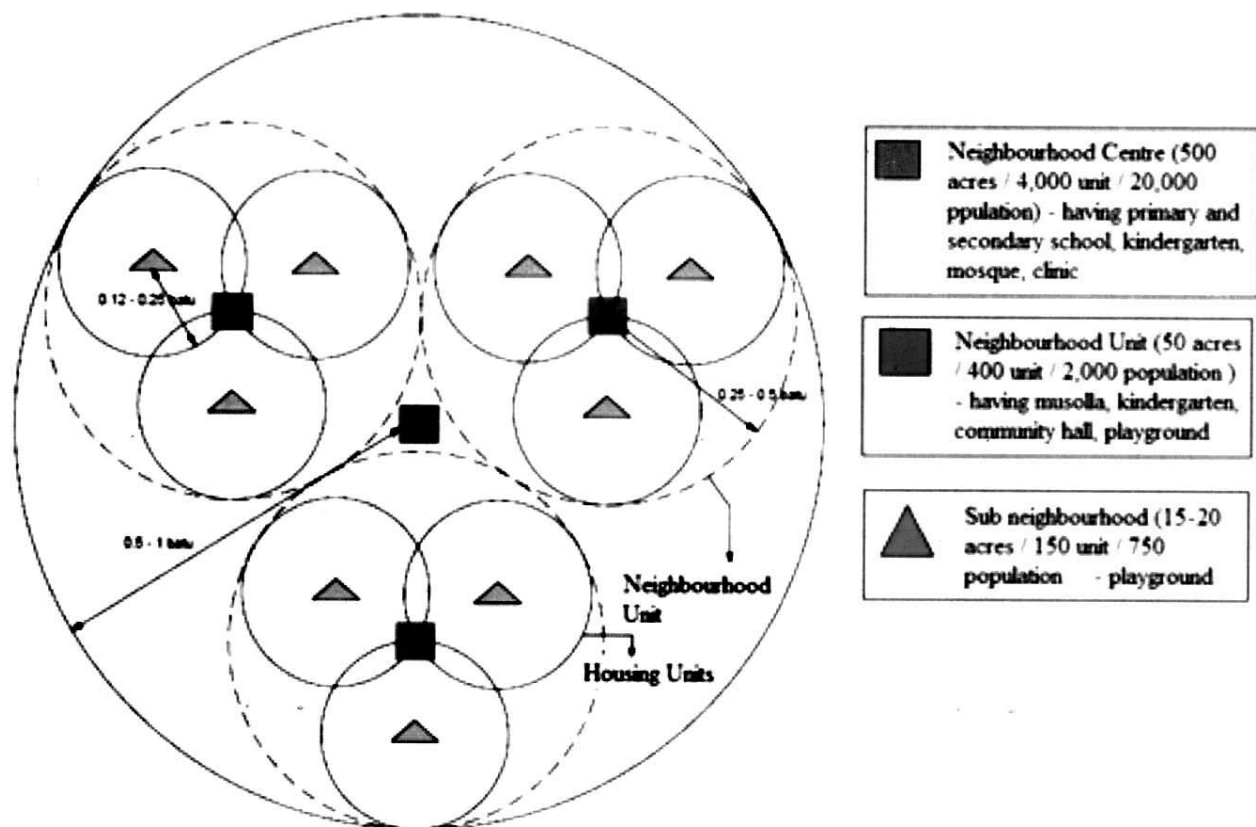 0.12 - 0.25 batu
0.25 - 0.5 batu
0.5 - 1 batu
Neighbourhood
Unit
Housing Units
Neighbourhood Centre (500
acres / 4,000 unit / 20,000
ppulation) - having primary and
secondary school, kindergarten,
mosque, clinic
Neighbourhood Unit (50 acres
/ 400 unit / 2,000 population )
- having musolla, kindergarten,
community hall, playground
Sub neighbourhood (15-20
acres / 150 unit / 750
population - playground